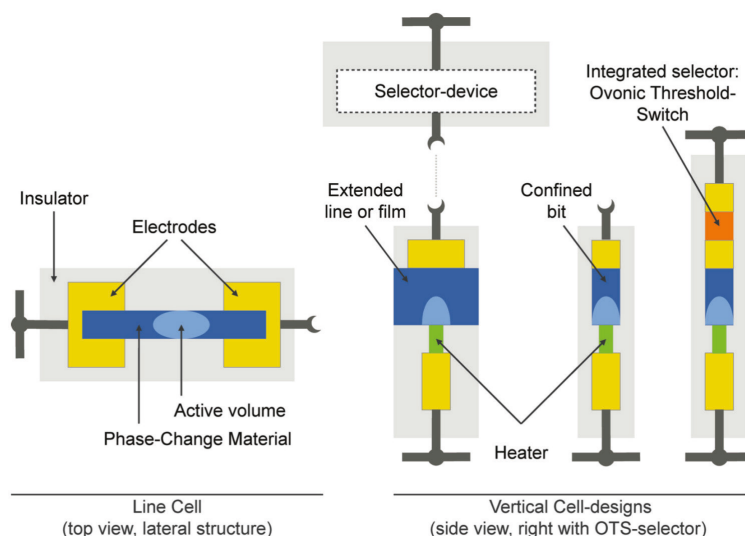 Selector-device
Integrated selector:
Ovonic Threshold-
Switch
Insulator
Electrodes
Extended
line or film
Confined
bit
Active volume
Phase-Change Material
Heater
Line Cell
(top view, lateral structure)
Vertical Cell-designs
(side view, right with OTS-selector)